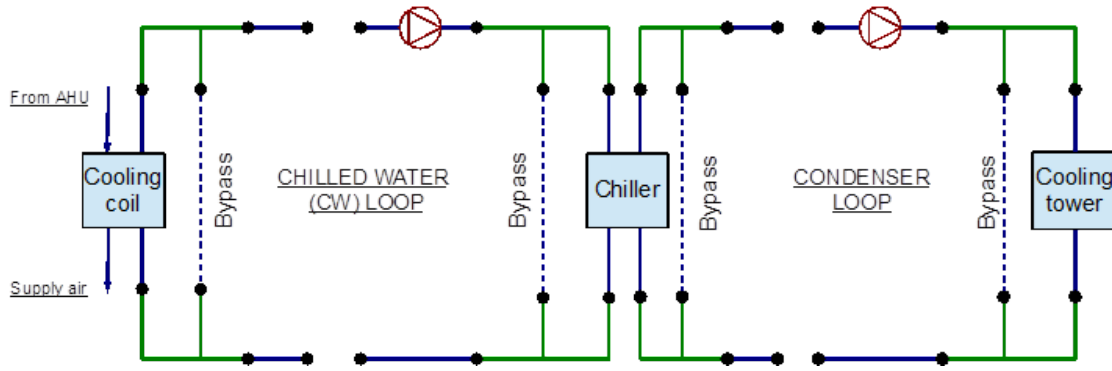 From AHU
Cooling
coil
Supply air
Bypass
CHILLED WATER
(CW) LOOP
Bypass
Chiller
Bypass
CONDENSER
LOOP
Bypass
Cooling
tower